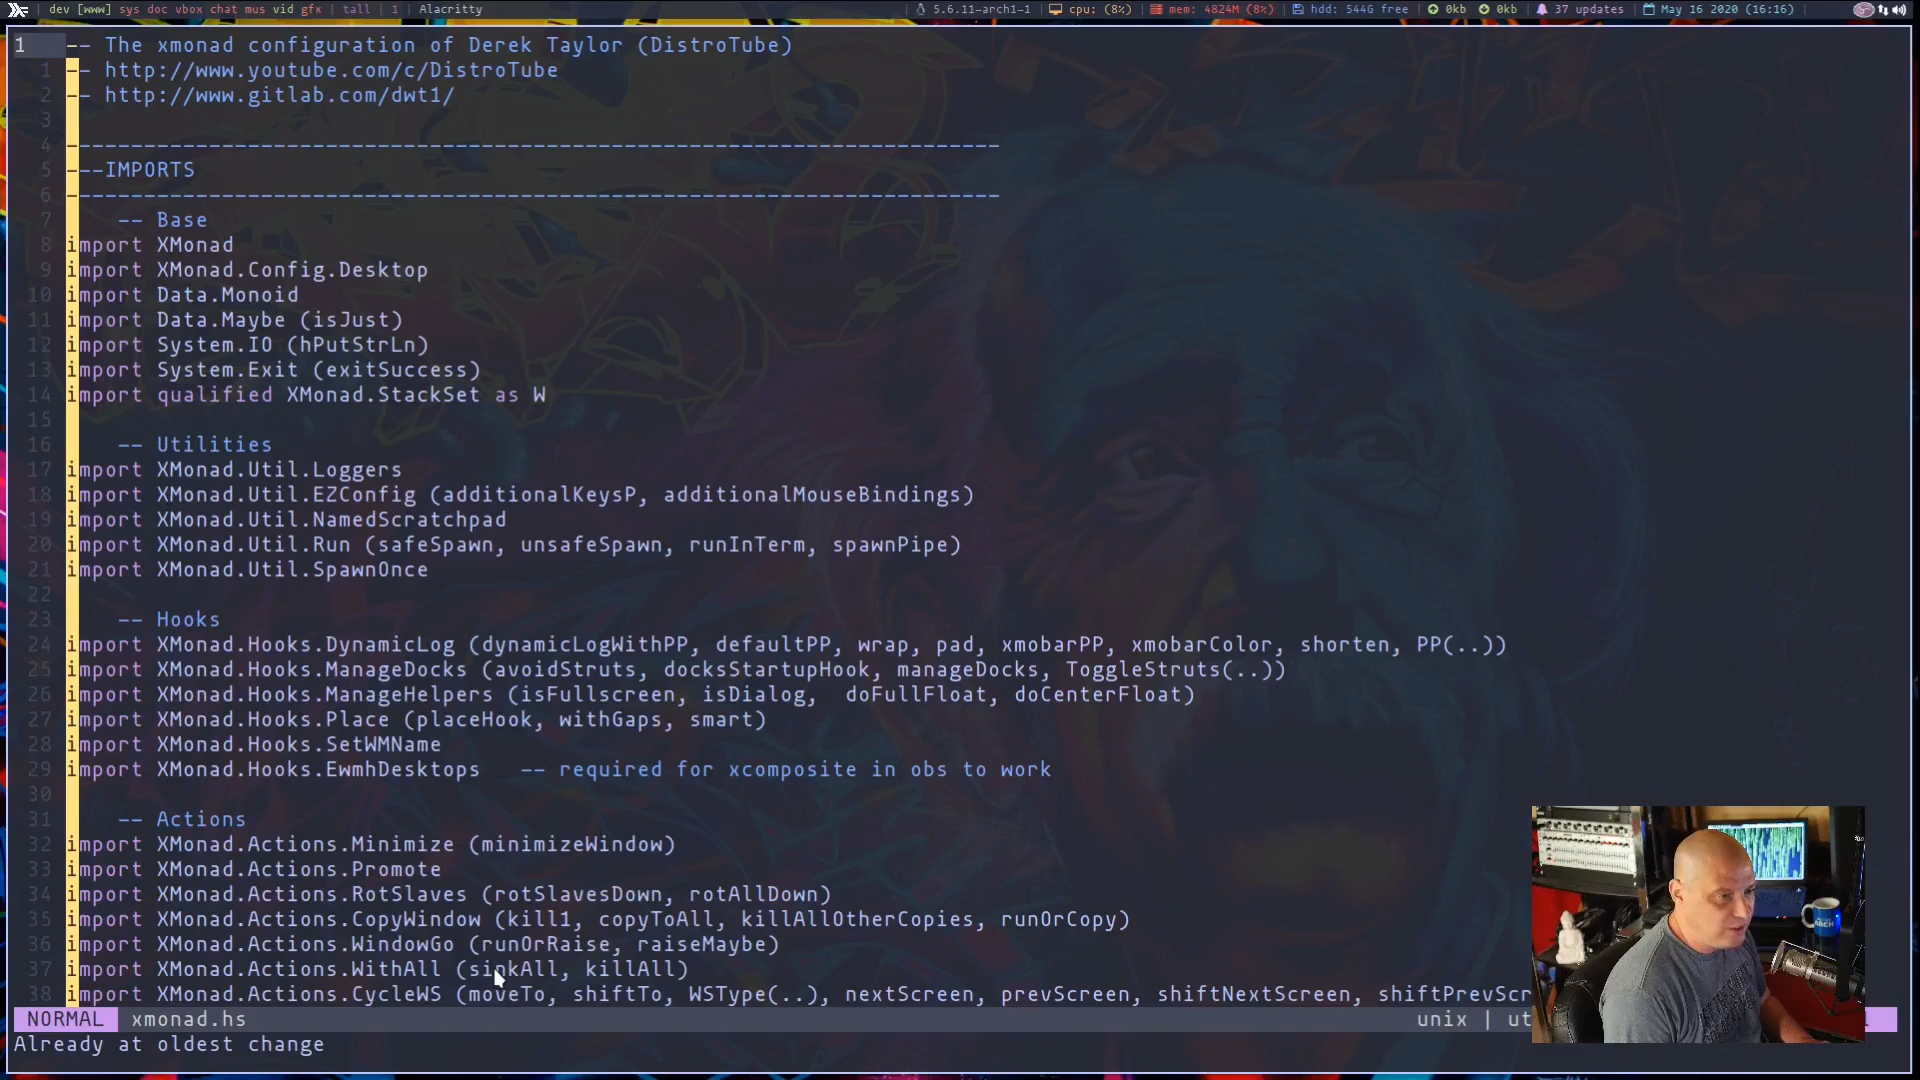 dev [www] sys doc vbox chat mus vid gfx | tall | 1 | Alacritty
5.6.11-arch1-1 | cpu: (8%) | mem: 4824M (8%) | hdd: 544G free | 0kb 0kb | 37 updates | May 16 2020 (16:16) |
1 -- The xmonad configuration of Derek Taylor (DistroTube)
1 -- http://www.youtube.com/c/DistroTube
2 -- http://www.gitlab.com/dwt1/
3
4 ------------------------------------------------------------------------
5 ---IMPORTS
6 ------------------------------------------------------------------------
7 -- Base
8 import XMonad
9 import XMonad.Config.Desktop
10 import Data.Monoid
11 import Data.Maybe (isJust)
12 import System.IO (hPutStrLn)
13 import System.Exit (exitSuccess)
14 import qualified XMonad.StackSet as W
15
16 -- Utilities
17 import XMonad.Util.Loggers
18 import XMonad.Util.EZConfig (additionalKeysP, additionalMouseBindings)
19 import XMonad.Util.NamedScratchpad
20 import XMonad.Util.Run (safeSpawn, unsafeSpawn, runInTerm, spawnPipe)
21 import XMonad.Util.SpawnOnce
22
23 -- Hooks
24 import XMonad.Hooks.DynamicLog (dynamicLogWithPP, defaultPP, wrap, pad, xmobarPP, xmobarColor, shorten, PP(..))
25 import XMonad.Hooks.ManageDocks (avoidStruts, docksStartupHook, manageDocks, ToggleStruts(..))
26 import XMonad.Hooks.ManageHelpers (isFullscreen, isDialog,  doFullFloat, doCenterFloat)
27 import XMonad.Hooks.Place (placeHook, withGaps, smart)
28 import XMonad.Hooks.SetWMName
29 import XMonad.Hooks.EwmhDesktops   -- required for xcomposite in obs to work
30
31 -- Actions
32 import XMonad.Actions.Minimize (minimizeWindow)
33 import XMonad.Actions.Promote
34 import XMonad.Actions.RotSlaves (rotSlavesDown, rotAllDown)
35 import XMonad.Actions.CopyWindow (kill1, copyToAll, killAllOtherCopies, runOrCopy)
36 import XMonad.Actions.WindowGo (runOrRaise, raiseMaybe)
37 import XMonad.Actions.WithAll (sinkAll, killAll)
38 import XMonad.Actions.CycleWS (moveTo, shiftTo, WSType(..), nextScreen, prevScreen, shiftNextScreen, shiftPrevScr
NORMAL xmonad.hs unix | ut
Already at oldest change